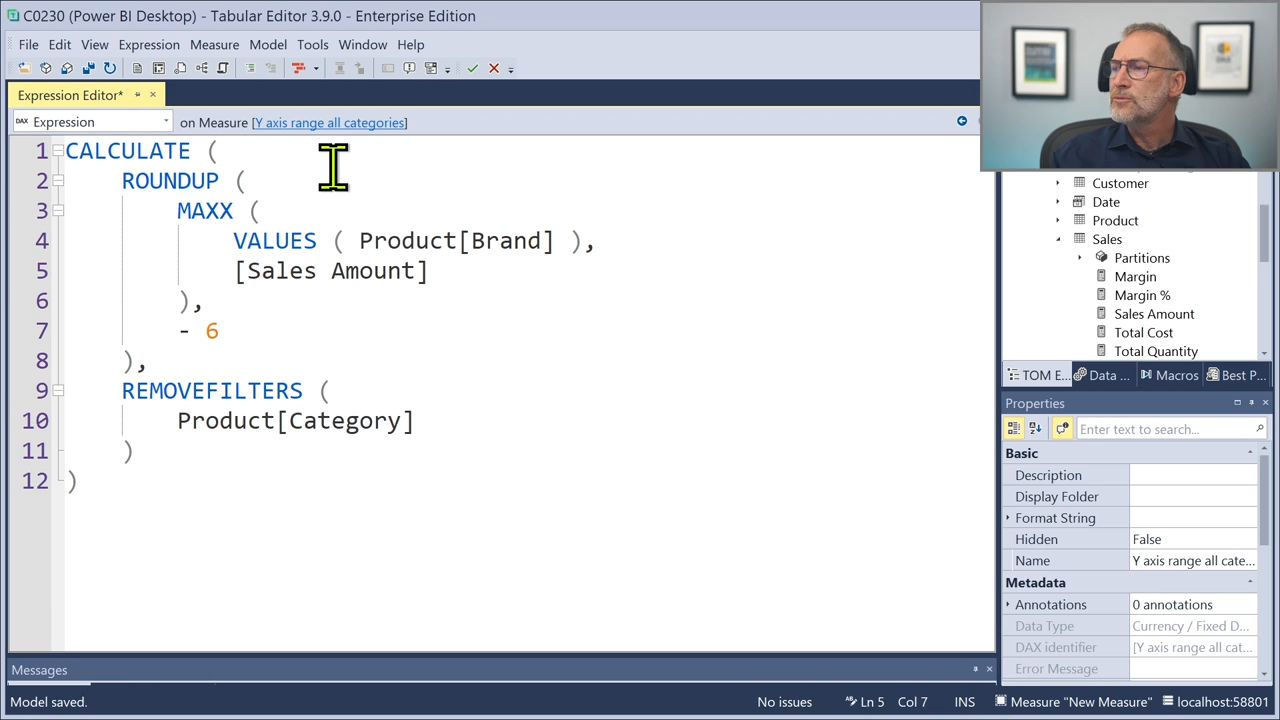 C0230 (Power BI Desktop) - Tabular Editor 3.9.0 - Enterprise Edition
File Edit View Expression Measure Model Tools Window Help
Expression Editor*
DAX Expression on Measure [Y axis range all categories]
1 CALCULATE (
2 ROUNDUP (
3 MAXX (
4 VALUES ( Product[Brand] ),
5 [Sales Amount]
6 ),
7 - 6
8 ),
9 REMOVEFILTERS (
10 Product[Category]
11 )
12 )
Customer
Date
Product
Sales
Partitions
Margin
Margin %
Sales Amount
Total Cost
Total Quantity
TOM E... Data ... Macros Best P...
Properties
Enter text to search...
Basic
Description
Display Folder
Format String
Hidden False
Name Y axis range all cate...
Metadata
Annotations 0 annotations
Data Type Currency / Fixed D...
DAX identifier [Y axis range all cat...
Error Message
Messages
Model saved. No issues Ln 5 Col 7 INS Measure "New Measure" localhost:58801